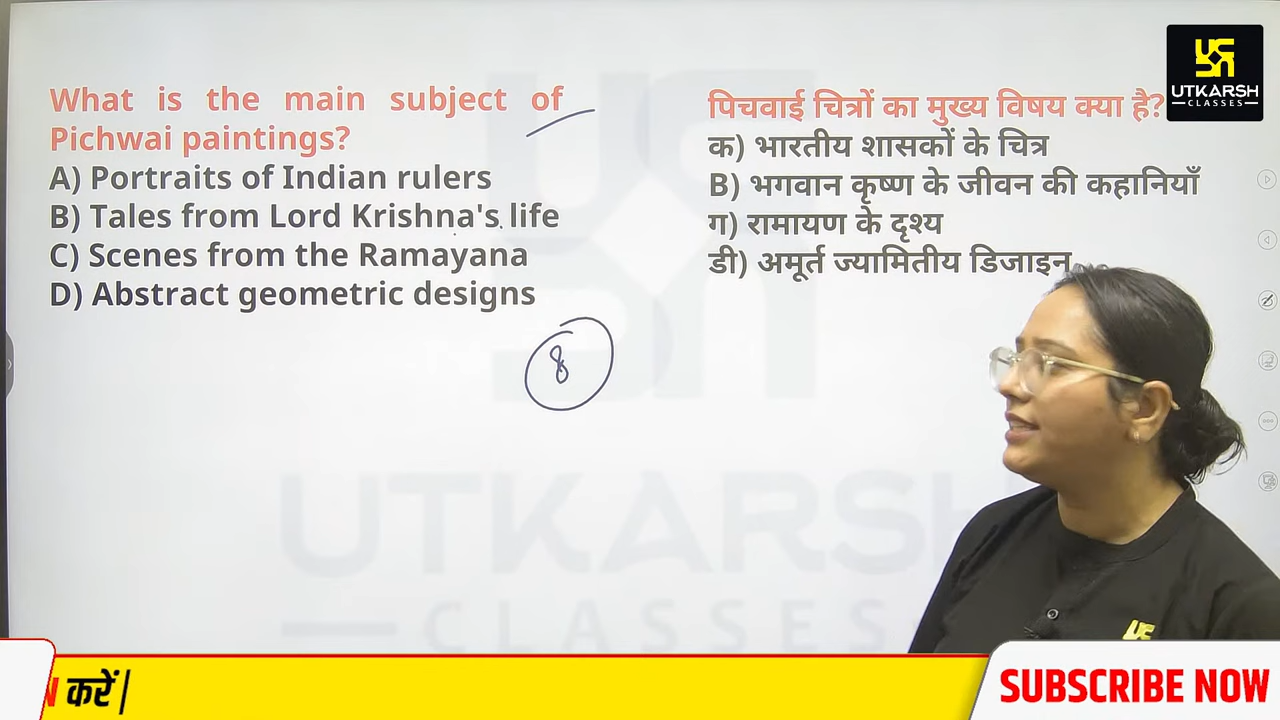 UTKARSH
CLASSES
What is the main subject of
Pichwai paintings?
A) Portraits of Indian rulers
B) Tales from Lord Krishna's life
C) Scenes from the Ramayana
D) Abstract geometric designs
पिचवाई चित्रों का मुख्य विषय क्या है?
क) भारतीय शासकों के चित्र
B) भगवान कृष्ण के जीवन की कहानियाँ
ग) रामायण के दृश्य
डी) अमूर्त ज्यामितीय डिजाइन
8
UTKARSH
CLASSES
करें|
SUBSCRIBE NOW